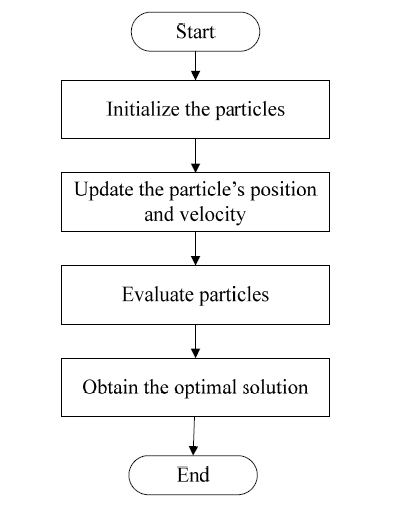 Start
Initialize the particles
Update the particle's position
and velocity
Evaluate particles
Obtain the optimal solution
End